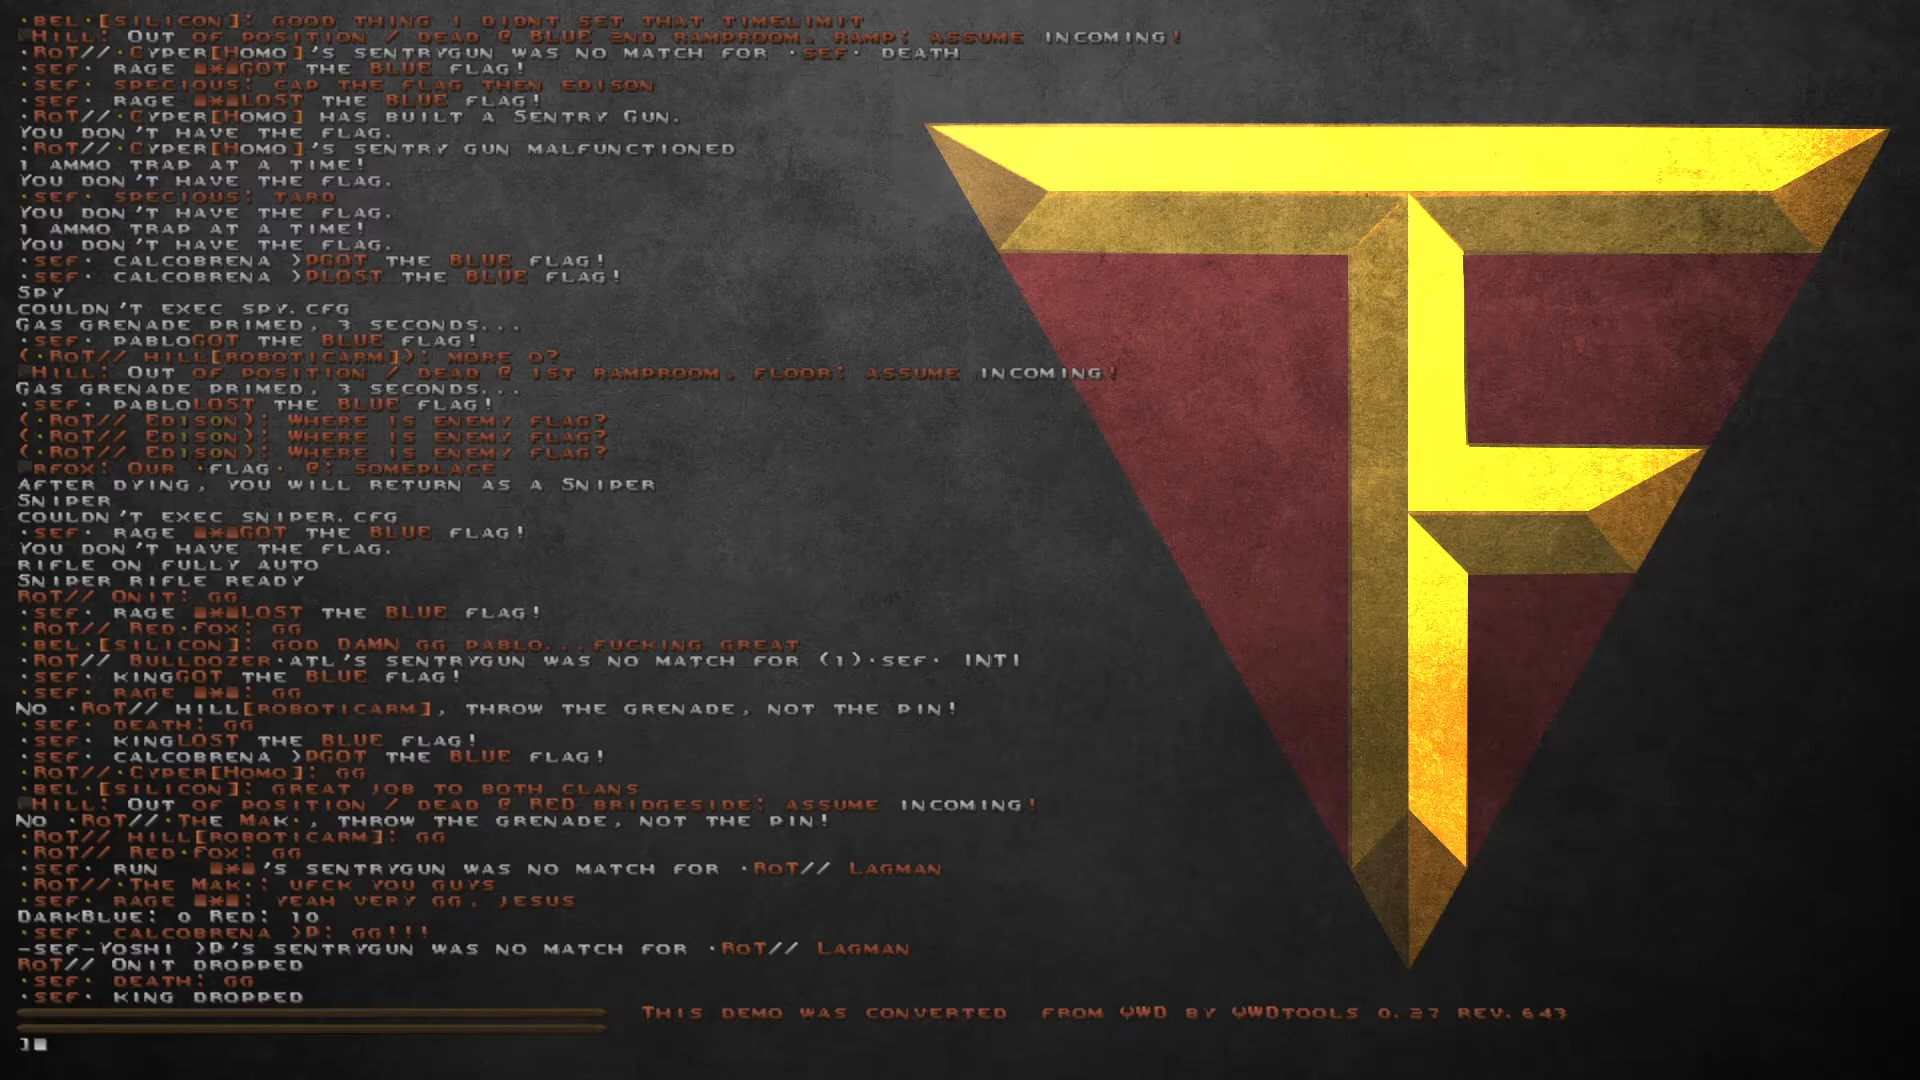 ·BEL·[SILICON]: GOOD THING I DIDNT SET THAT TIMELIMIT
HILL: OUT OF POSITION / DEAD @ BLUE 2ND RAMPROOM, RAMP: ASSUME INCOMING!
·ROT//·CYPER[HOMO]'S SENTRYGUN WAS NO MATCH FOR ·SEF· DEATH
·SEF· RAGE ■*■GOT THE BLUE FLAG!
·SEF· SPECIOUS: CAP THE FLAG THEN EDISON
·SEF· RAGE ■*■LOST THE BLUE FLAG!
·ROT//·CYPER[HOMO] HAS BUILT A SENTRY GUN.
YOU DON'T HAVE THE FLAG.
·ROT//·CYPER[HOMO]'S SENTRY GUN MALFUNCTIONED
1 AMMO TRAP AT A TIME!
YOU DON'T HAVE THE FLAG.
·SEF· SPECIOUS: TARD
YOU DON'T HAVE THE FLAG.
1 AMMO TRAP AT A TIME!
YOU DON'T HAVE THE FLAG.
·SEF· CALCOBRENA >PGOT THE BLUE FLAG!
·SEF· CALCOBRENA >PLOST THE BLUE FLAG!
SPY
COULDN'T EXEC SPY.CFG
GAS GRENADE PRIMED, 3 SECONDS...
·SEF· PABLOGOT THE BLUE FLAG!
(·ROT// HILL[ROBOTICARM]): MORE O?
HILL: OUT OF POSITION / DEAD @ 1ST RAMPROOM, FLOOR: ASSUME INCOMING!
GAS GRENADE PRIMED, 3 SECONDS...
·SEF· PABLOLOST THE BLUE FLAG!
(·ROT// EDISON): WHERE IS ENEMY FLAG?
(·ROT// EDISON): WHERE IS ENEMY FLAG?
(·ROT// EDISON): WHERE IS ENEMY FLAG?
RFOX: OUR ·FLAG· @: SOMEPLACE
AFTER DYING, YOU WILL RETURN AS A SNIPER
SNIPER
COULDN'T EXEC SNIPER.CFG
·SEF· RAGE ■*■GOT THE BLUE FLAG!
YOU DON'T HAVE THE FLAG.
RIFLE ON FULLY AUTO
SNIPER RIFLE READY
ROT// ONIT: GG
·SEF· RAGE ■*■LOST THE BLUE FLAG!
·ROT// RED·FOX: GG
·BEL·[SILICON]: GOD DAMN GG PABLO...FUCKING GREAT
·ROT// BULLDOZER·ATL'S SENTRYGUN WAS NO MATCH FOR (1)·SEF· INTI
·SEF· KINGGOT THE BLUE FLAG!
·SEF· RAGE ■*■: GG
NO ·ROT// HILL[ROBOTICARM], THROW THE GRENADE, NOT THE PIN!
·SEF· DEATH: GG
·SEF· KINGLOST THE BLUE FLAG!
·SEF· CALCOBRENA >PGOT THE BLUE FLAG!
·ROT//·CYPER[HOMO]: GG
·BEL·[SILICON]: GREAT JOB TO BOTH CLANS
HILL: OUT OF POSITION / DEAD @ RED BRIDGESIDE: ASSUME INCOMING!
NO ·ROT//·THE MAK·, THROW THE GRENADE, NOT THE PIN!
·ROT// HILL[ROBOTICARM]: GG
·ROT// RED·FOX: GG
·SEF· RUN ■*■'S SENTRYGUN WAS NO MATCH FOR ·ROT// LAGMAN
·ROT//·THE MAK·: UFCK YOU GUYS
·SEF· RAGE ■*■: YEAH VERY GG, JESUS
DARKBLUE: 0 RED: 10
·SEF· CALCOBRENA >P: GG!!!
-SEF-YOSHI >P'S SENTRYGUN WAS NO MATCH FOR ·ROT// LAGMAN
ROT// ONIT DROPPED
·SEF· DEATH: GG
·SEF· KING DROPPED
THIS DEMO WAS CONVERTED FROM QWD BY QWDTOOLS 0.27 REV.643
]